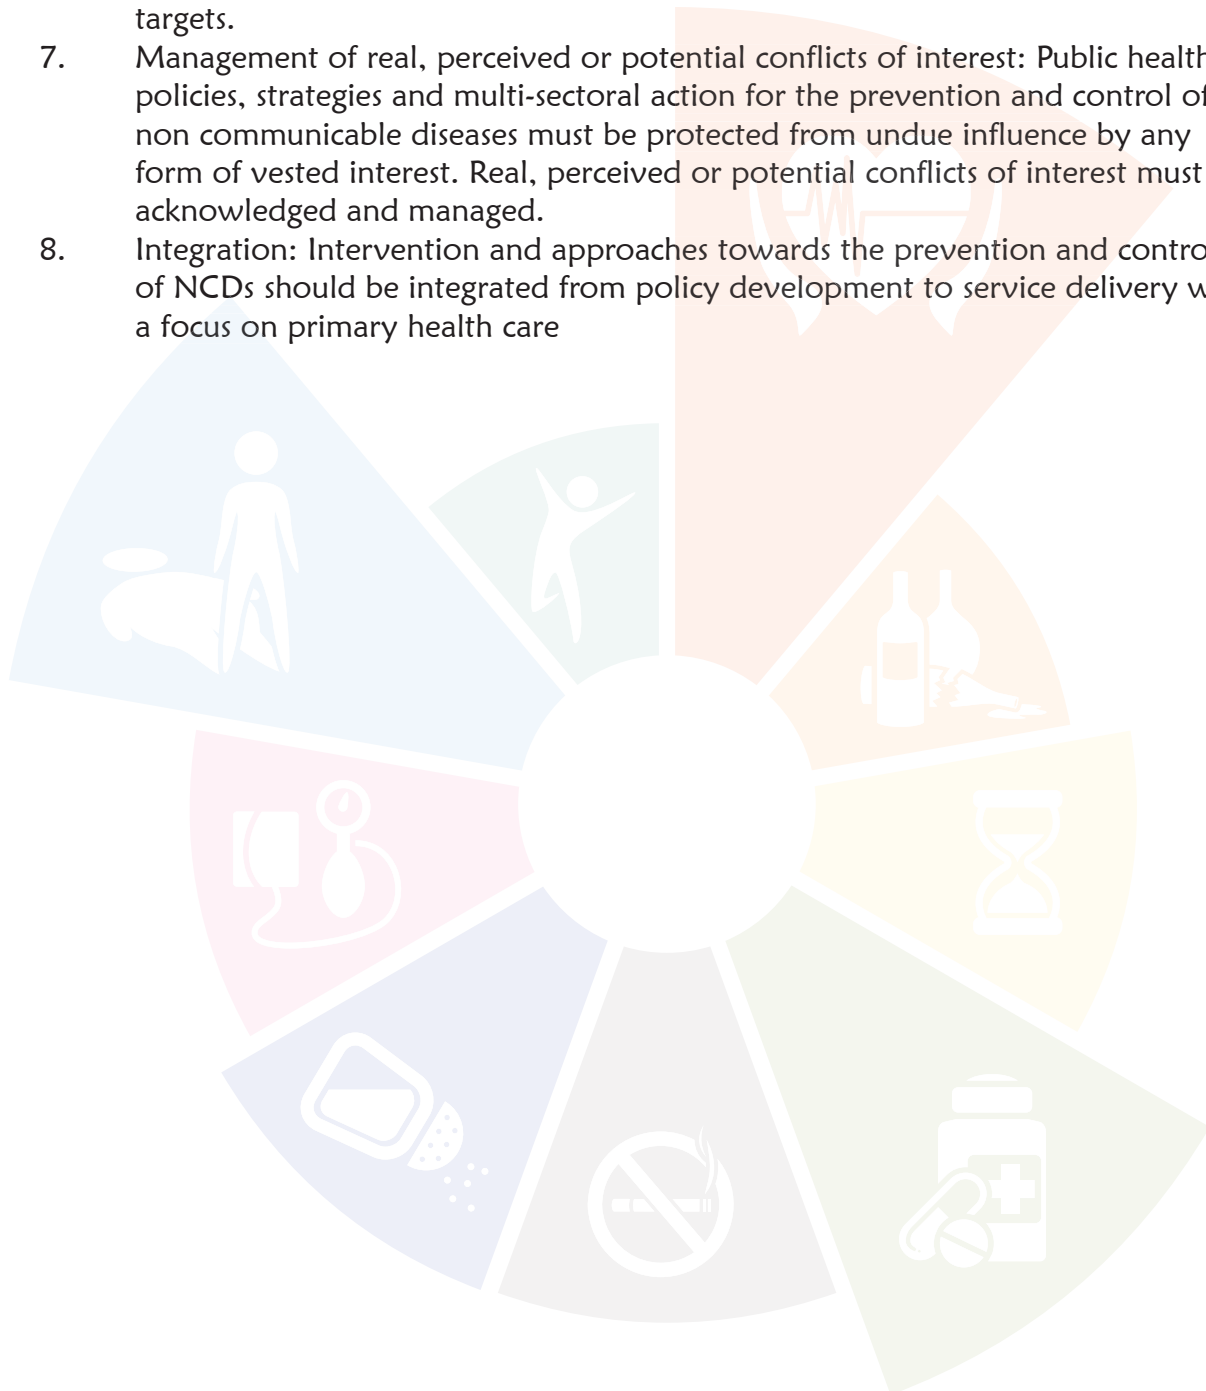 targets.
7. Management of real, perceived or potential conflicts of interest: Public health
policies, strategies and multi-sectoral action for the prevention and control of
non communicable diseases must be protected from undue influence by any
form of vested interest. Real, perceived or potential conflicts of interest must
acknowledged and managed.
8. Integration: Intervention and approaches towards the prevention and contro
of NCDs should be integrated from policy development to service delivery w
a focus on primary health care